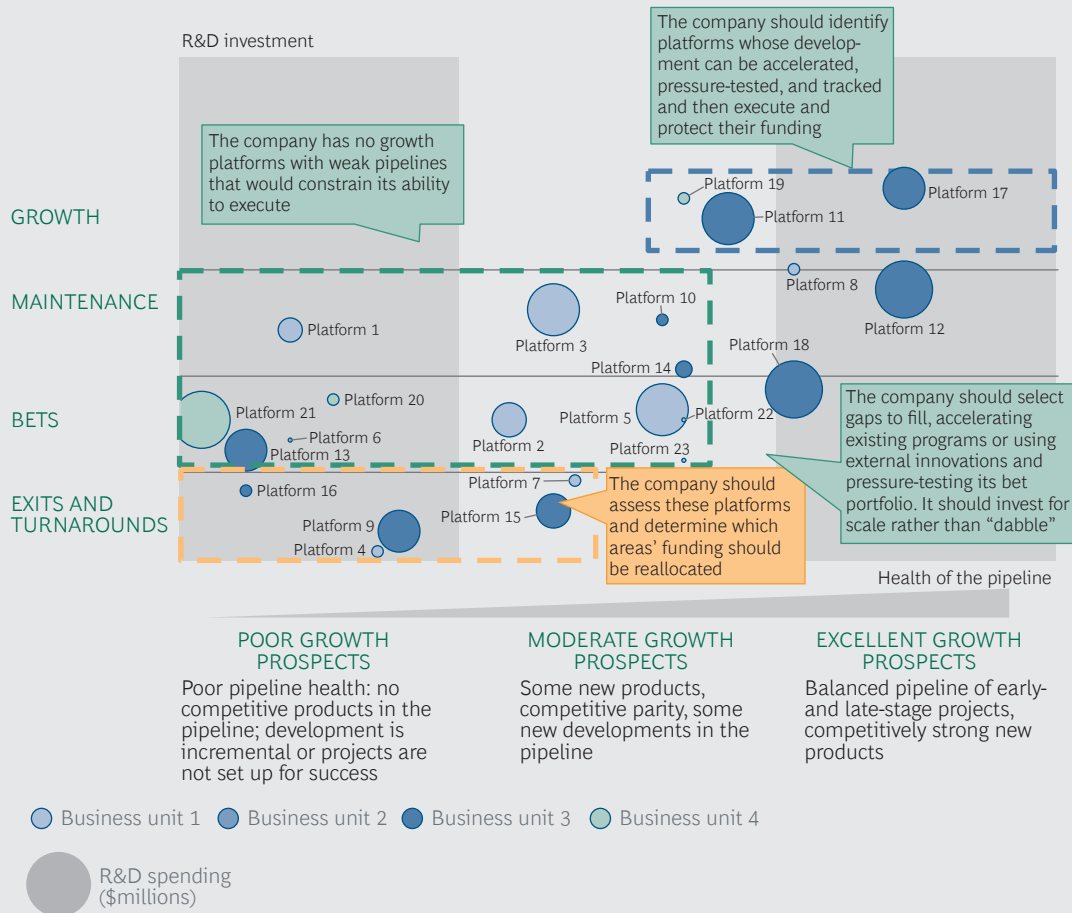 R&D investment
The company should identify
platforms whose develop-
ment can be accelerated,
pressure-tested, and tracked
and then execute and
protect their funding
The company has no growth
platforms with weak pipelines
that would constrain its ability
to execute
GROWTH
Platform 19
Platform 17
Platform 11
MAINTENANCE
Platform 1
Platform 3
Platform 10
Platform 8
Platform 12
Platform 14
Platform 18
BETS
Platform 21
Platform 20
Platform 6
Platform 13
Platform 2
Platform 5
Platform 22
Platform 23
The company should select
gaps to fill, accelerating
existing programs or using
external innovations and
pressure-testing its bet
portfolio. It should invest for
scale rather than “dabble”
EXITS AND
TURNAROUNDS
Platform 16
Platform 9
Platform 4
Platform 7
Platform 15
The company should
assess these platforms
and determine which
areas’ funding should
be reallocated
Health of the pipeline
POOR GROWTH
PROSPECTS
Poor pipeline health: no
competitive products in the
pipeline; development is
incremental or projects are
not set up for success
MODERATE GROWTH
PROSPECTS
Some new products,
competitive parity, some
new developments in the
pipeline
EXCELLENT GROWTH
PROSPECTS
Balanced pipeline of early-
and late-stage projects,
competitively strong new
products
Business unit 1 Business unit 2 Business unit 3 Business unit 4
R&D spending
($millions)